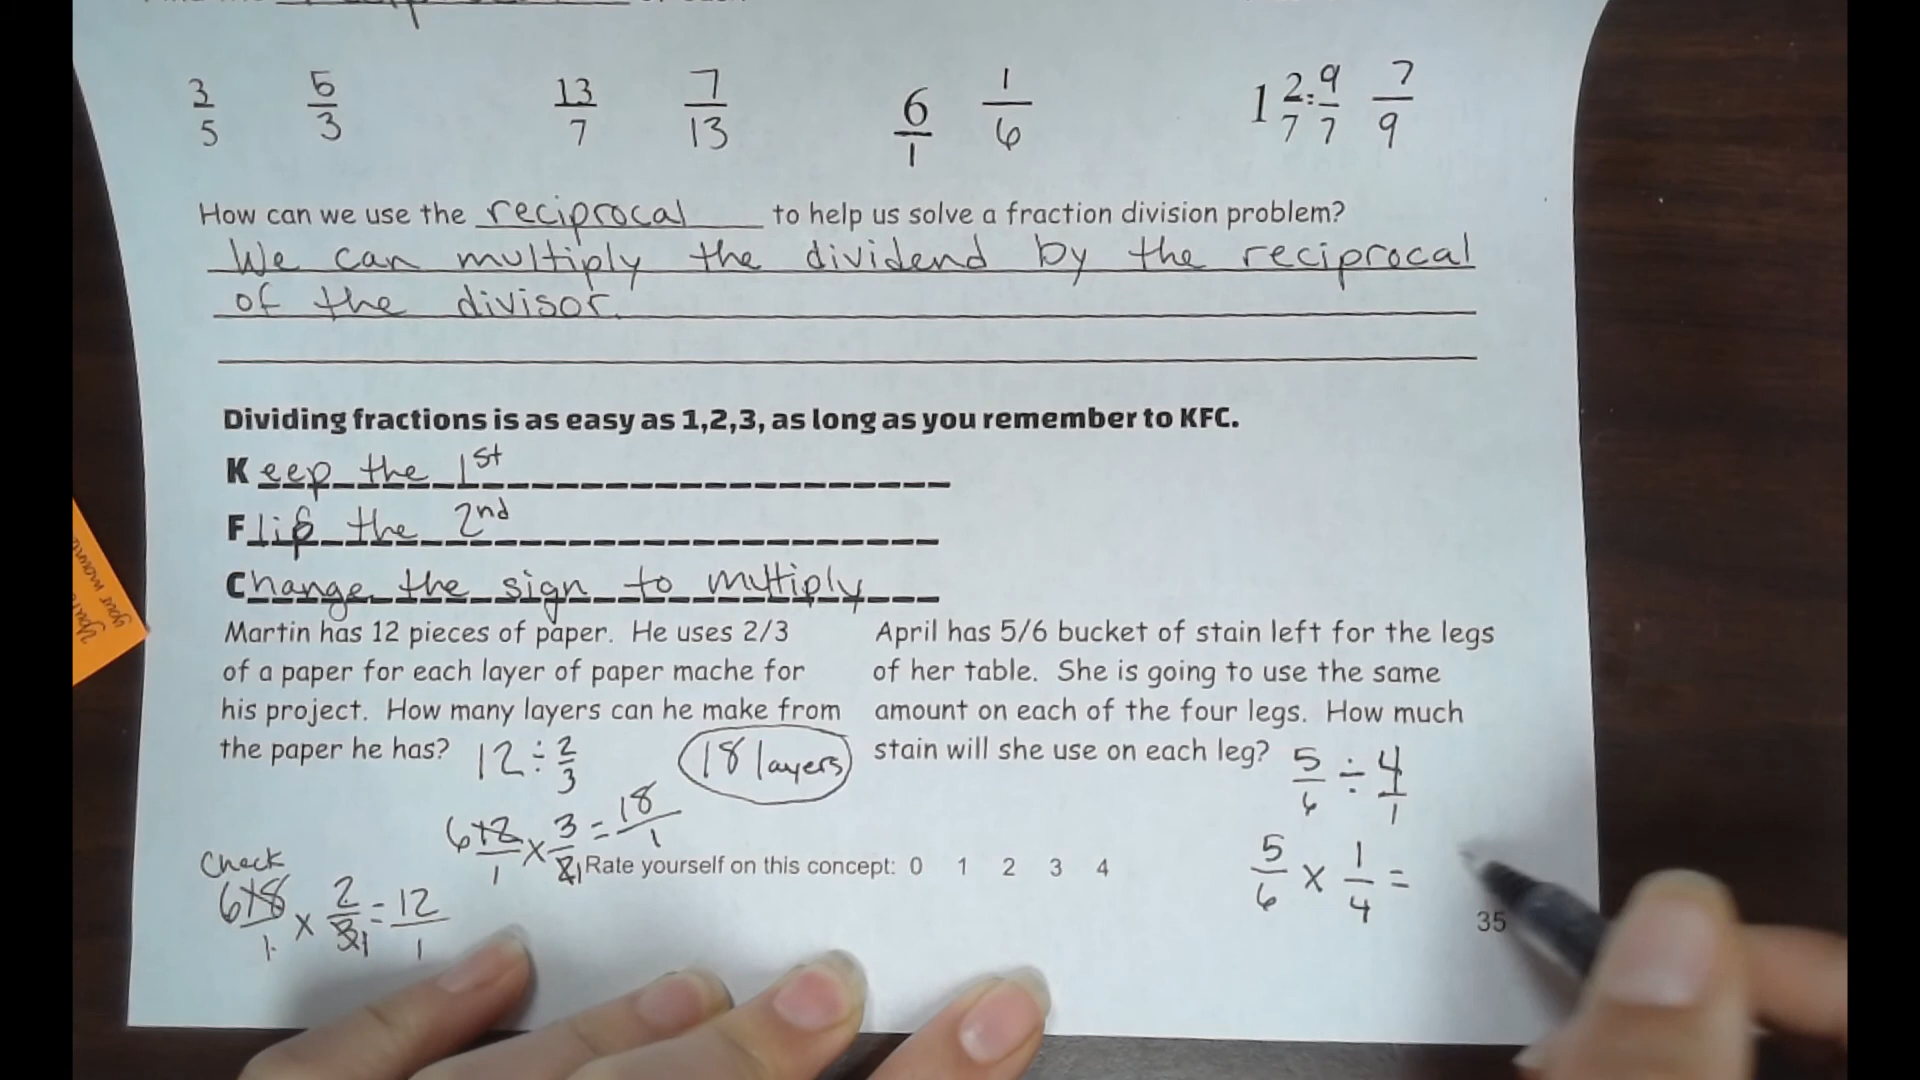 3/5 5/3 13/7 7/13 6/1 1/6 1 2/7 = 9/7 7/9
How can we use the reciprocal to help us solve a fraction division problem?
We can multiply the dividend by the reciprocal
of the divisor.
Dividing fractions is as easy as 1,2,3, as long as you remember to KFC.
Keep the 1st
Flip the 2nd
Change the sign to multiply
Martin has 12 pieces of paper. He uses 2/3
of a paper for each layer of paper mache for
his project. How many layers can he make from
the paper he has? 12 ÷ 2/3
18 layers
6 12/1 × 3/2 1 = 18/1
Check
6 18/1 × 2/3 1 = 12/1
April has 5/6 bucket of stain left for the legs
of her table. She is going to use the same
amount on each of the four legs. How much
stain will she use on each leg? 5/6 ÷ 4/1
5/6 × 1/4 =
Rate yourself on this concept: 0 1 2 3 4
35
your